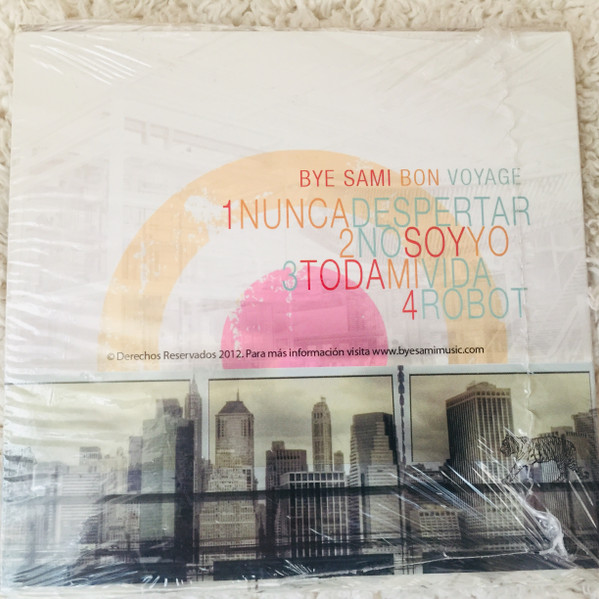 BYE SAMI BON VOYAGE
1NUNCADESPERTAR
2NOSOYYO
3TODAMIVIDA
4ROBOT
© Derechos Reservados 2012. Para más información visita www.byesamimusic.com